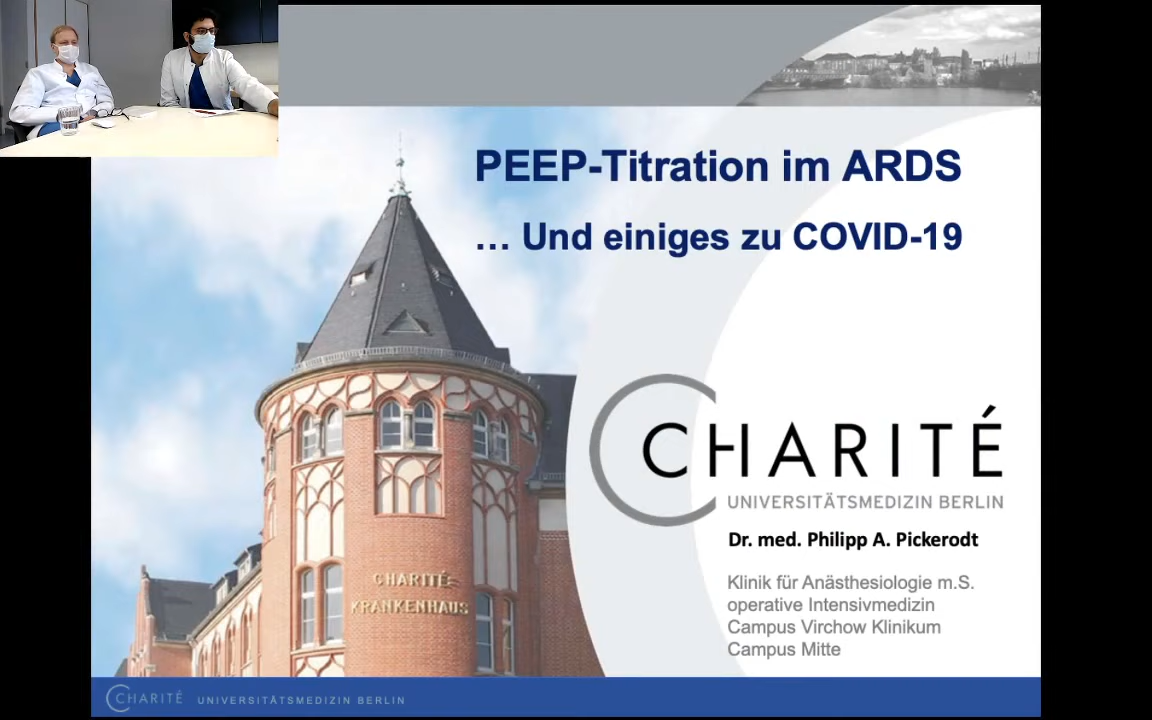 PEEP-Titration im ARDS
… Und einiges zu COVID-19
CHARITÉ
UNIVERSITÄTSMEDIZIN BERLIN
Dr. med. Philipp A. Pickerodt
Klinik für Anästhesiologie m.S.
operative Intensivmedizin
Campus Virchow Klinikum
Campus Mitte
CHARITÉ-
KRANKENHAUS
CHARITÉ UNIVERSITÄTSMEDIZIN BERLIN